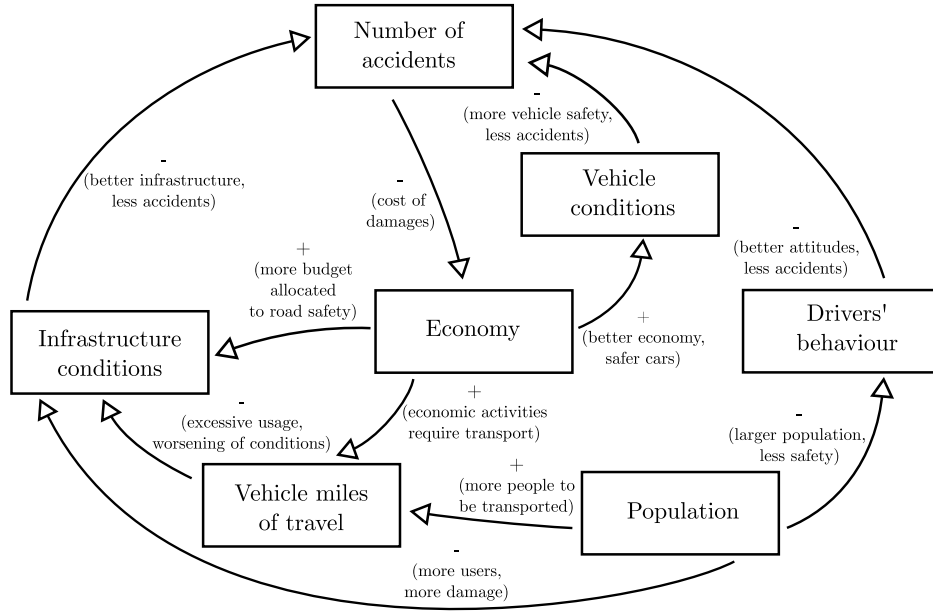 Number of
accidents
-
(more vehicle safety,
less accidents)
-
(better infrastructure,
less accidents)
-
(cost of
damages)
Vehicle
conditions
-
(better attitudes,
less accidents)
+
(more budget
allocated
to road safety)
Infrastructure
conditions
Economy
+
(better economy,
safer cars)
Drivers'
behaviour
-
(excessive usage,
worsening of conditions)
+
(economic activities
require transport)
-
(larger population,
less safety)
Vehicle miles
of travel
+
(more people to
be transported)
Population
-
(more users,
more damage)